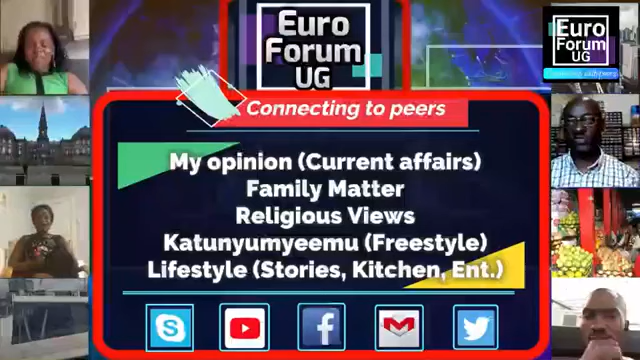 Euro
Forum
UG
Euro
Forum
UG
Connecting to peers
My opinion (Current affairs)
Family Matter
Religious Views
Katunyumyeemu (Freestyle)
Lifestyle (Stories, Kitchen, Ent.)